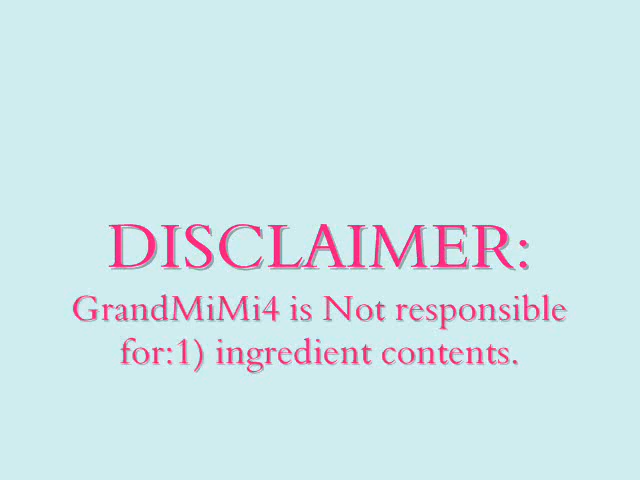 DISCLAIMER:
GrandMiMi4 is Not responsible
for:1) ingredient contents.